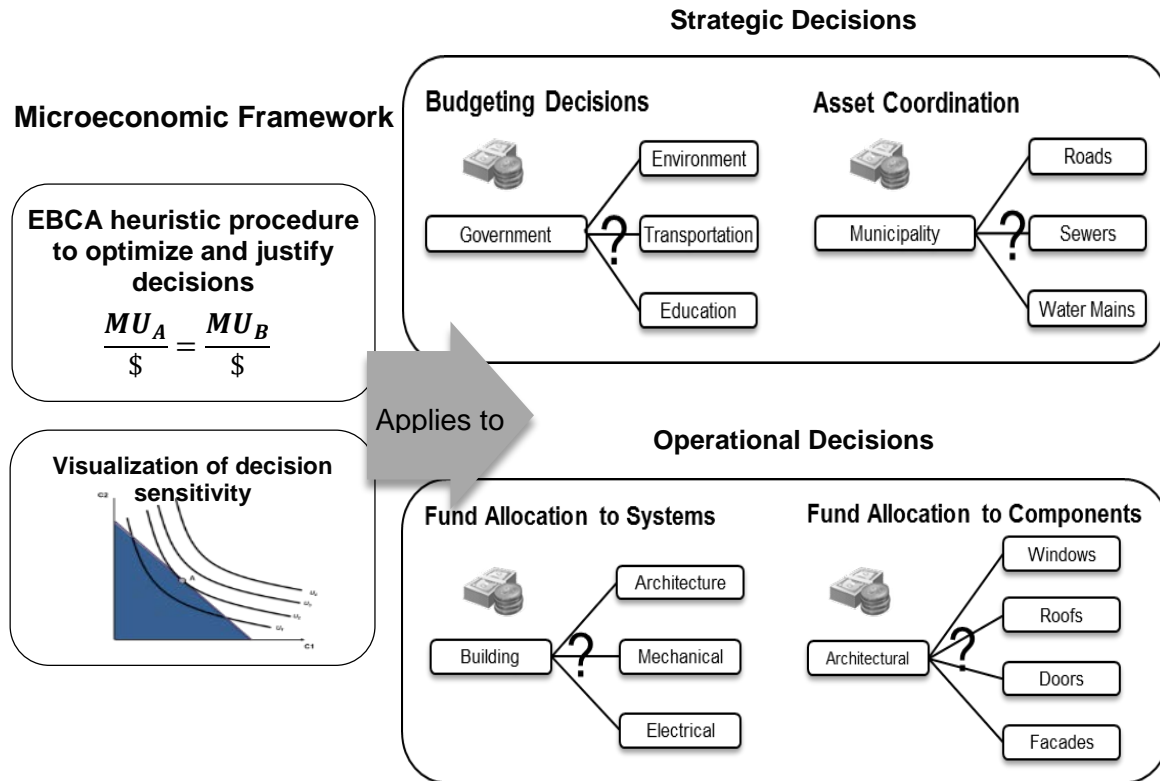 Strategic Decisions
Microeconomic Framework
EBCA heuristic procedure
to optimize and justify
decisions
MU_A / $ = MU_B / $
Visualization of decision
sensitivity
C2
A
u₁
C1
Applies to
Budgeting Decisions
Government
?
Environment
Transportation
Education
Asset Coordination
Municipality
?
Roads
Sewers
Water Mains
Operational Decisions
Fund Allocation to Systems
Building
?
Architecture
Mechanical
Electrical
Fund Allocation to Components
Architectural
?
Windows
Roofs
Doors
Facades